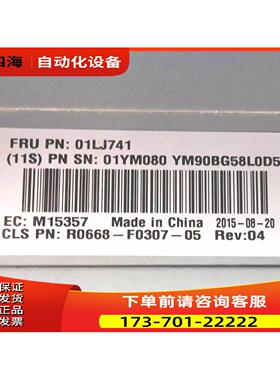 四海
自动化设备
FRU PN: 01LJ741
(11S) PN SN: 01YM080 YM90BG58L0D5
EC: M15357 Made in China 2015-08-20
CLS PN: R0668-F0307-05 Rev:04
下单前请咨询客服
173-701-22222